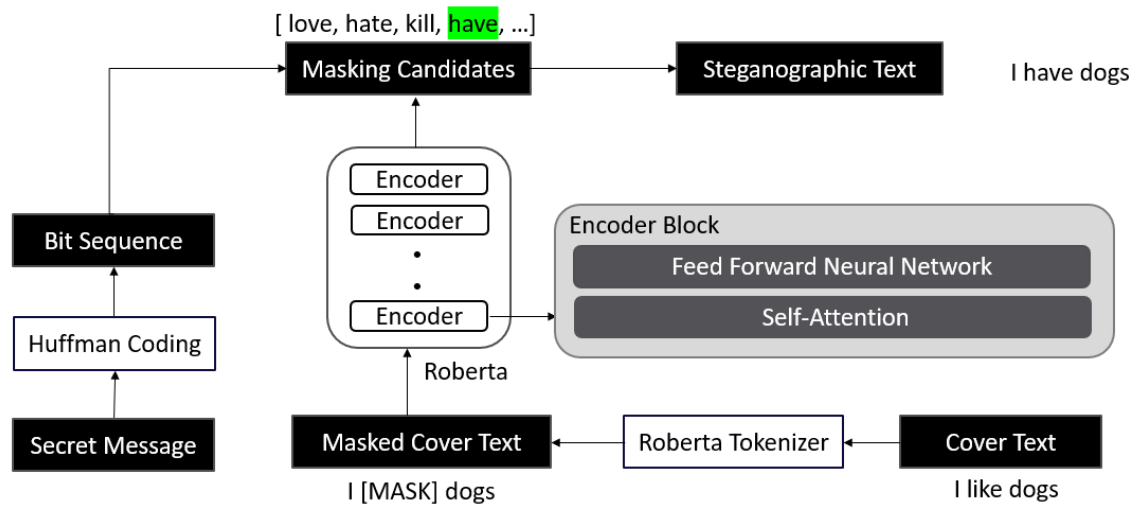 [ love, hate, kill, have, ...]
Masking Candidates
Steganographic Text
I have dogs
Encoder
Encoder
Encoder
Roberta
Encoder Block
Feed Forward Neural Network
Self-Attention
Bit Sequence
Huffman Coding
Secret Message
Masked Cover Text
I [MASK] dogs
Roberta Tokenizer
Cover Text
I like dogs